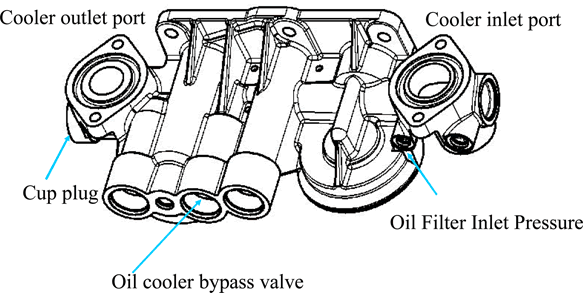 Cooler outlet port
Cooler inlet port
Cup plug
Oil Filter Inlet Pressure
Oil cooler bypass valve